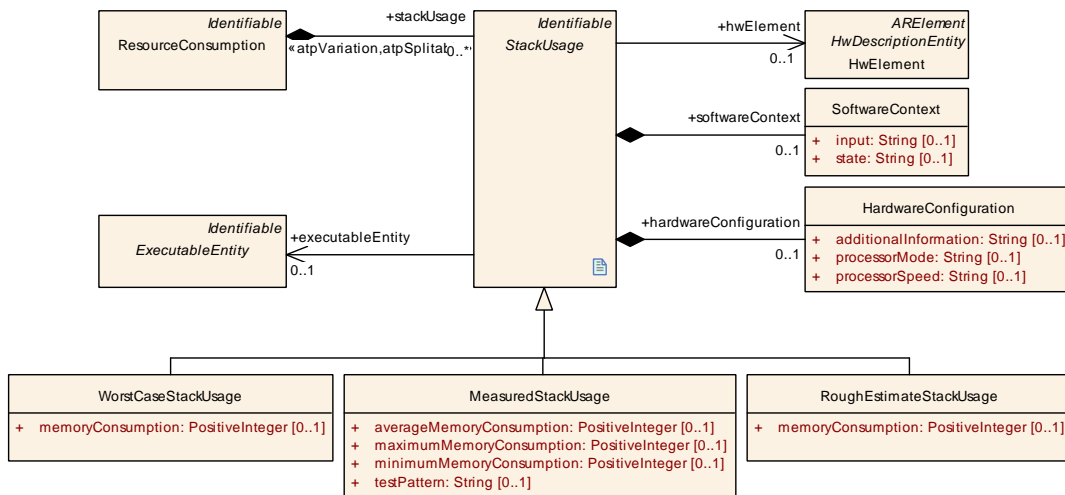 Identifiable
ResourceConsumption
+stackUsage
«atpVariation,atpSplitab
0..*
Identifiable
StackUsage
+hwElement
0..1
ARElement
HwDescriptionEntity
HwElement
+softwareContext
0..1
SoftwareContext
+ input: String [0..1]
+ state: String [0..1]
Identifiable
ExecutableEntity
+executableEntity
0..1
+hardwareConfiguration
0..1
HardwareConfiguration
+ additionalInformation: String [0..1]
+ processorMode: String [0..1]
+ processorSpeed: String [0..1]
WorstCaseStackUsage
+ memoryConsumption: PositiveInteger [0..1]
MeasuredStackUsage
+ averageMemoryConsumption: PositiveInteger [0..1]
+ maximumMemoryConsumption: PositiveInteger [0..1]
+ minimumMemoryConsumption: PositiveInteger [0..1]
+ testPattern: String [0..1]
RoughEstimateStackUsage
+ memoryConsumption: PositiveInteger [0..1]